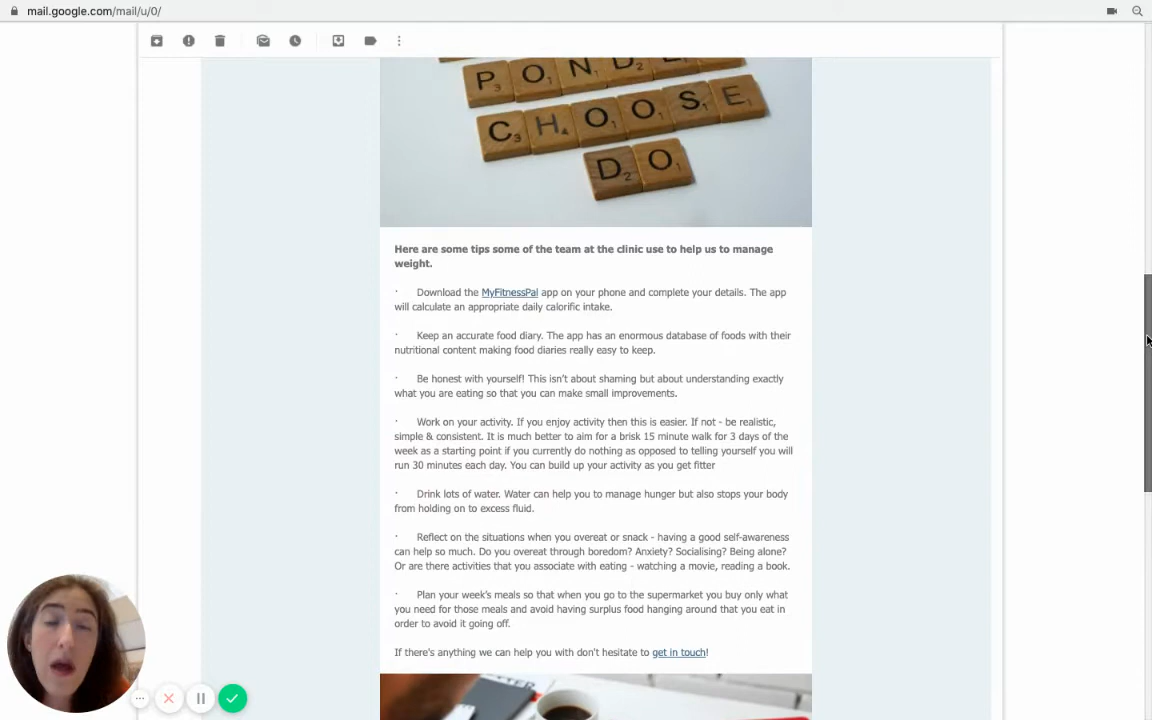 mail.google.com/mail/u/0/
POND
CHOOSE
DO
Here are some tips some of the team at the clinic use to help us to manage
weight.
· Download the MyFitnessPal app on your phone and complete your details. The app
will calculate an appropriate daily calorific intake.
· Keep an accurate food diary. The app has an enormous database of foods with their
nutritional content making food diaries really easy to keep.
· Be honest with yourself! This isn't about shaming but about understanding exactly
what you are eating so that you can make small improvements.
· Work on your activity. If you enjoy activity then this is easier. If not - be realistic,
simple & consistent. It is much better to aim for a brisk 15 minute walk for 3 days of the
week as a starting point if you currently do nothing as opposed to telling yourself you will
run 30 minutes each day. You can build up your activity as you get fitter
· Drink lots of water. Water can help you to manage hunger but also stops your body
from holding on to excess fluid.
· Reflect on the situations when you overeat or snack - having a good self-awareness
can help so much. Do you overeat through boredom? Anxiety? Socialising? Being alone?
Or are there activities that you associate with eating - watching a movie, reading a book.
· Plan your week's meals so that when you go to the supermarket you buy only what
you need for those meals and avoid having surplus food hanging around that you eat in
order to avoid it going off.
If there's anything we can help you with don't hesitate to get in touch!